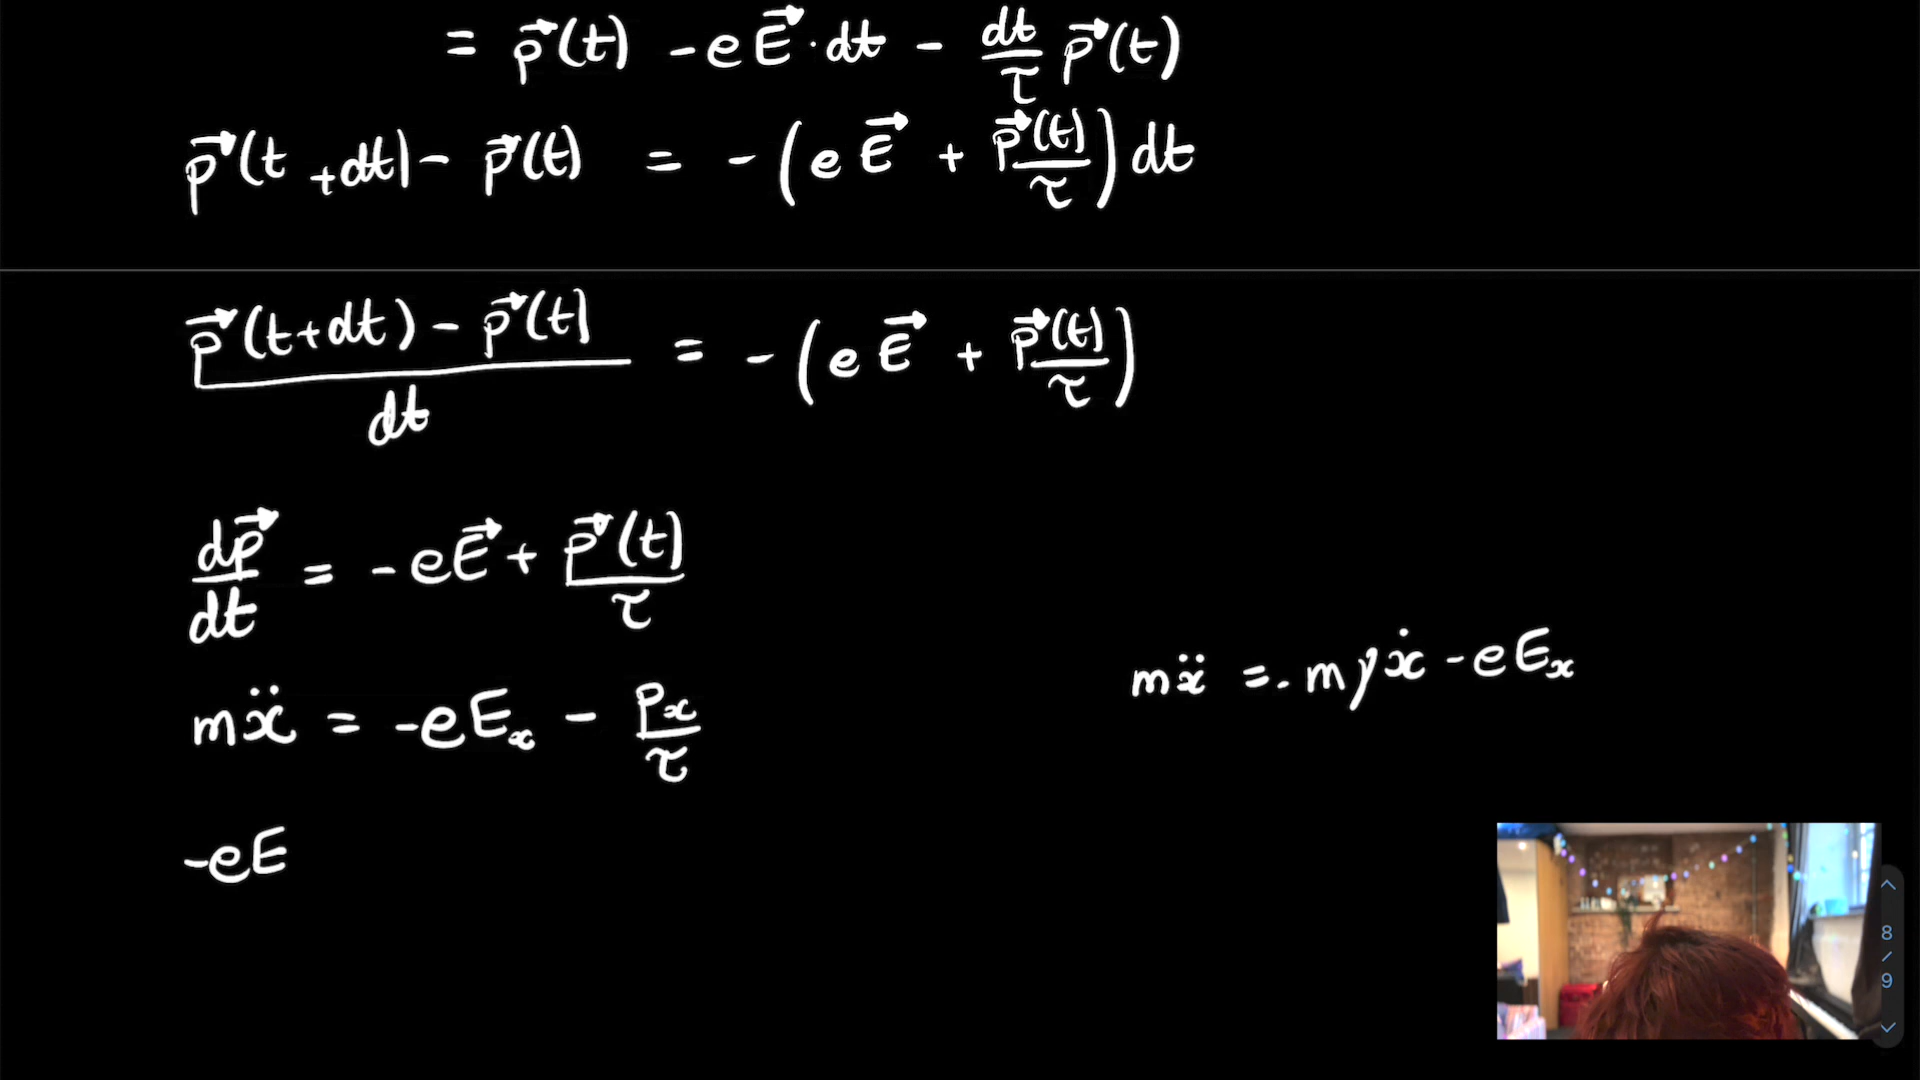 = p⃗(t) - eE⃗·dt - dt/τ p⃗(t)
p⃗(t+dt) - p⃗(t) = -(eE⃗ + p⃗(t)/τ)dt
(p⃗(t+dt) - p⃗(t))/dt = -(eE⃗ + p⃗(t)/τ)
dp⃗/dt = -eE⃗ + p⃗(t)/τ
mẍ = -mγẋ - eEₓ
mẍ = -eEₓ - pₓ/τ
-eE
8
/
9